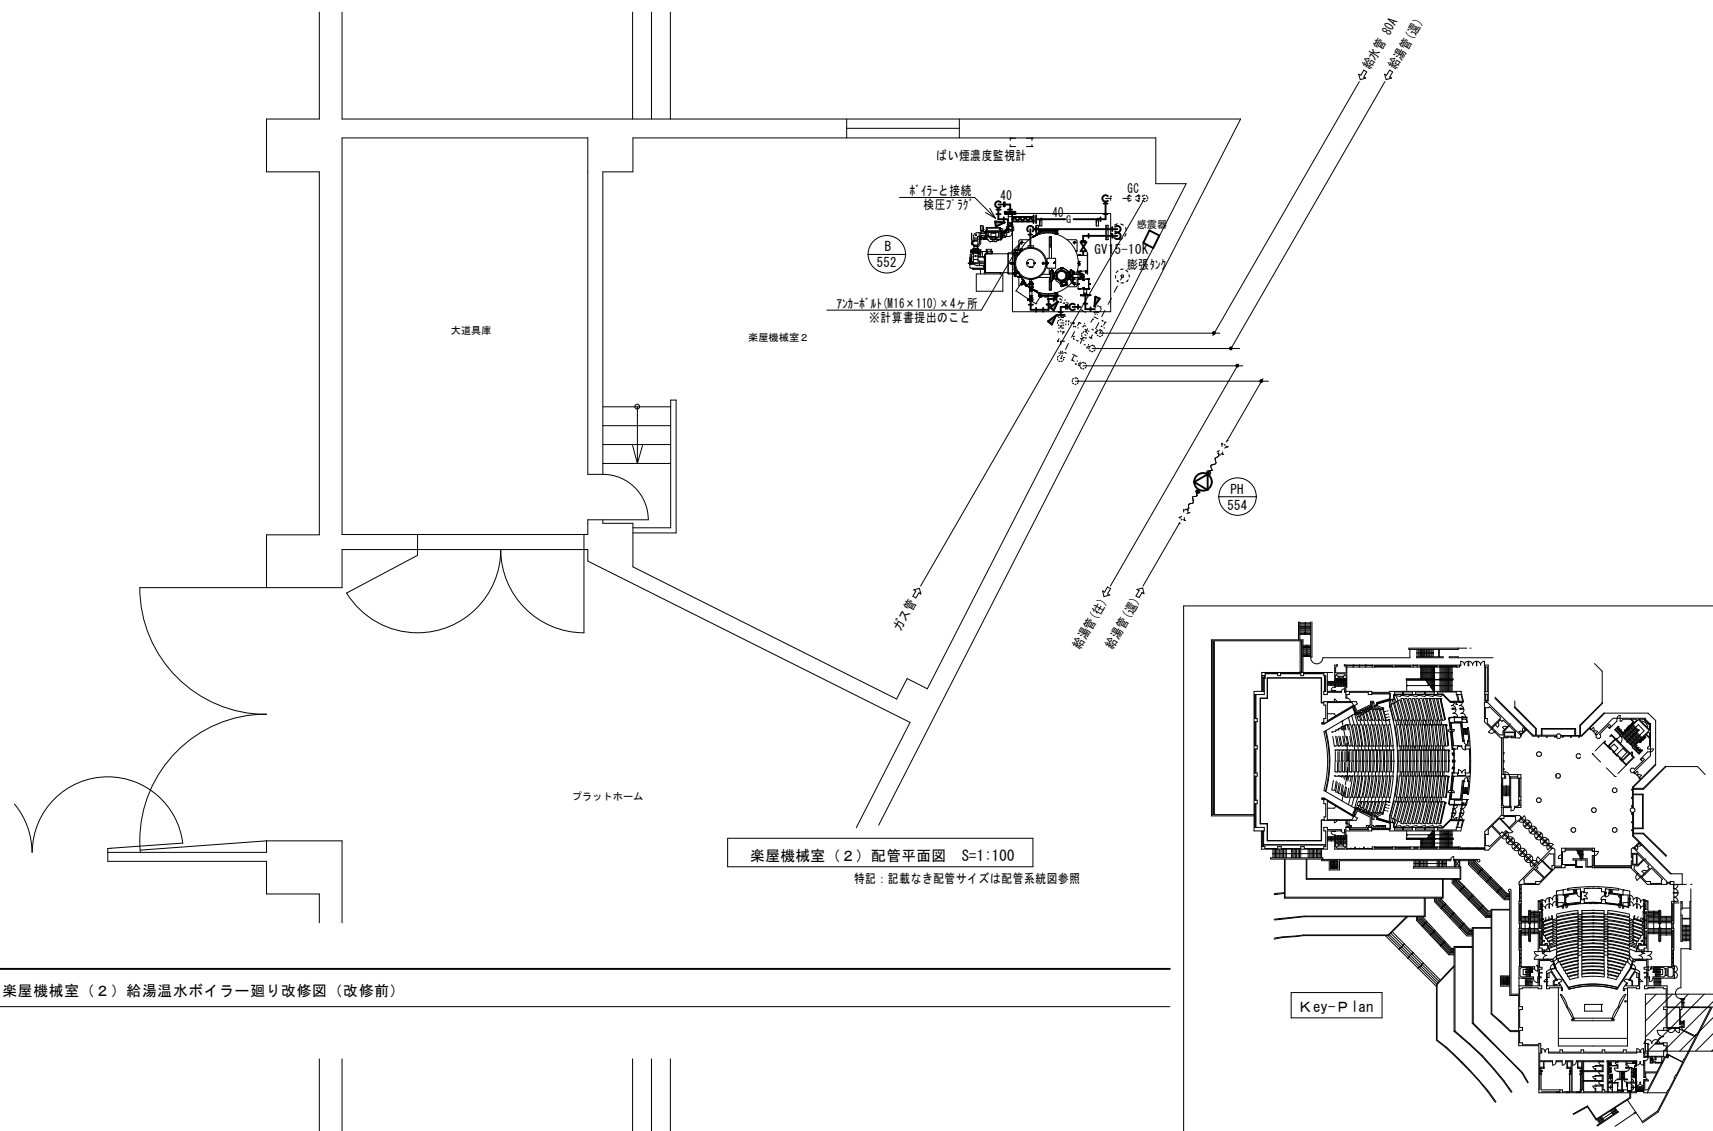 給水管 80A
給湯管(還)
ばい煙濃度監視計
ボイラーと接続
検圧プラグ
40
40
G
GC
感震器
GV15-10K
膨張タンク
B
552
アンカーボルト(M16×110)×4ヶ所
※計算書提出のこと
大道具庫
楽屋機械室2
PH
554
ガス管
給湯管(往)
給湯管(還)
プラットホーム
楽屋機械室（2）配管平面図 S=1:100
特記：記載なき配管サイズは配管系統図参照
楽屋機械室（2）給湯温水ボイラー廻り改修図（改修前）
Key-Plan